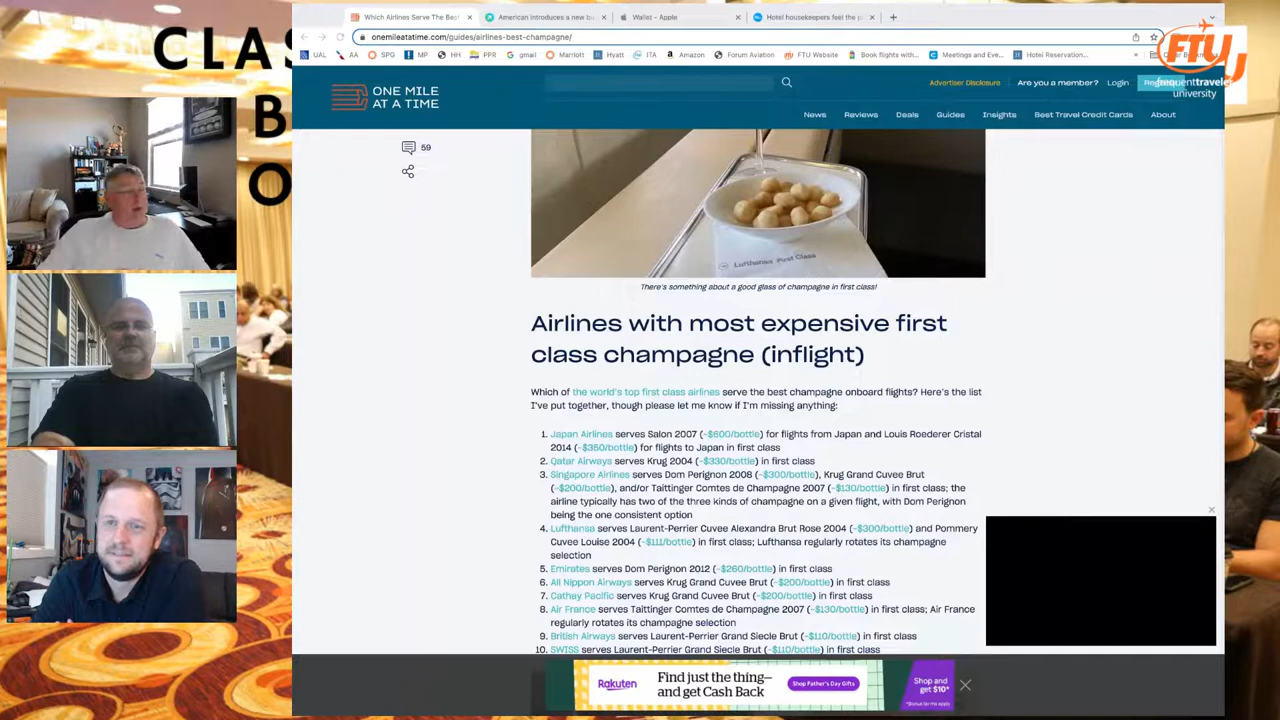 CLAS
B
O
Which Airlines Serve The Best
American introduces a new bu
Wallet - Apple
Hotel housekeepers feel the p
onemileatatime.com/guides/airlines-best-champagne/
UAL AA SPG MP HH PPR gmail Marriott Hyatt ITA Amazon Forum Aviation FTU Website Book flights with... Meetings and Eve... Hotel Reservation...
FTU
frequenttraveler
university
ONE MILE
AT A TIME
Advertiser Disclosure Are you a member? Login
News Reviews Deals Guides Insights Best Travel Credit Cards About
59
Lufthansa First Class
There's something about a good glass of champagne in first class!
Airlines with most expensive first
class champagne (inflight)
Which of the world's top first class airlines serve the best champagne onboard flights? Here's the list
I've put together, though please let me know if I'm missing anything:
1. Japan Airlines serves Salon 2007 (~$600/bottle) for flights from Japan and Louis Roederer Cristal
2014 (~$350/bottle) for flights to Japan in first class
2. Qatar Airways serves Krug 2004 (~$330/bottle) in first class
3. Singapore Airlines serves Dom Perignon 2008 (~$300/bottle), Krug Grand Cuvee Brut
(~$200/bottle), and/or Taittinger Comtes de Champagne 2007 (~$130/bottle) in first class; the
airline typically has two of the three kinds of champagne on a given flight, with Dom Perignon
being the one consistent option
4. Lufthansa serves Laurent-Perrier Cuvee Alexandra Brut Rose 2004 (~$300/bottle) and Pommery
Cuvee Louise 2004 (~$111/bottle) in first class; Lufthansa regularly rotates its champagne
selection
5. Emirates serves Dom Perignon 2012 (~$260/bottle) in first class
6. All Nippon Airways serves Krug Grand Cuvee Brut (~$200/bottle) in first class
7. Cathay Pacific serves Krug Grand Cuvee Brut (~$200/bottle) in first class
8. Air France serves Taittinger Comtes de Champagne 2007 (~$130/bottle) in first class; Air France
regularly rotates its champagne selection
9. British Airways serves Laurent-Perrier Grand Siecle Brut (~$110/bottle) in first class
10. SWISS serves Laurent-Perrier Grand Siecle Brut (~$110/bottle) in first class
Rakuten
Find just the thing—
and get Cash Back
Shop Father's Day Gifts
Shop and
get $10*
*Bonus for new app.